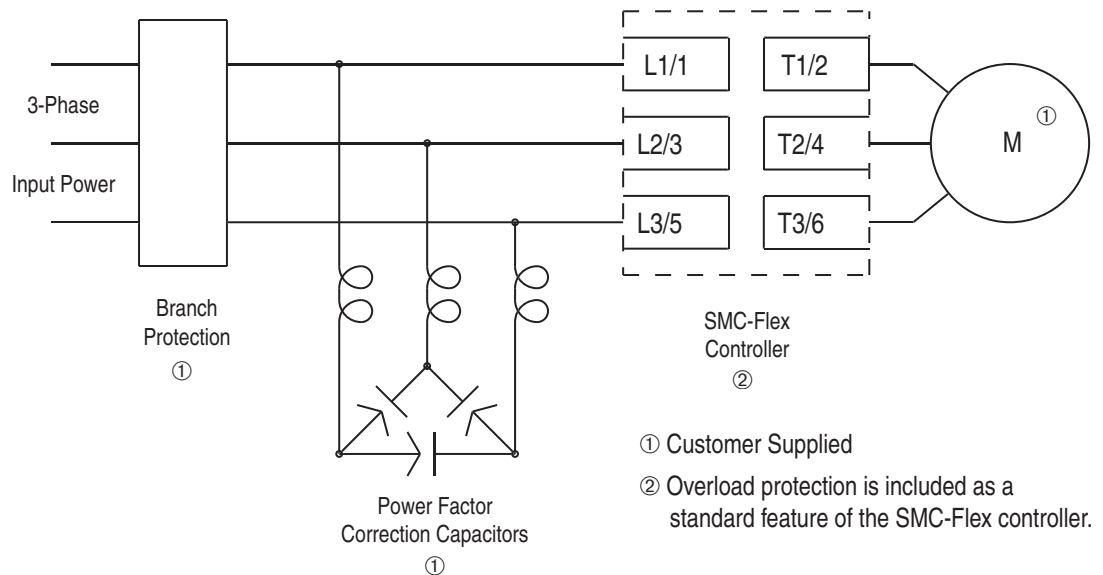 3-Phase
Input Power
Branch
Protection
①
L1/1
T1/2
L2/3
T2/4
L3/5
T3/6
M
①
SMC-Flex
Controller
②
Power Factor
Correction Capacitors
①
① Customer Supplied
② Overload protection is included as a
standard feature of the SMC-Flex controller.